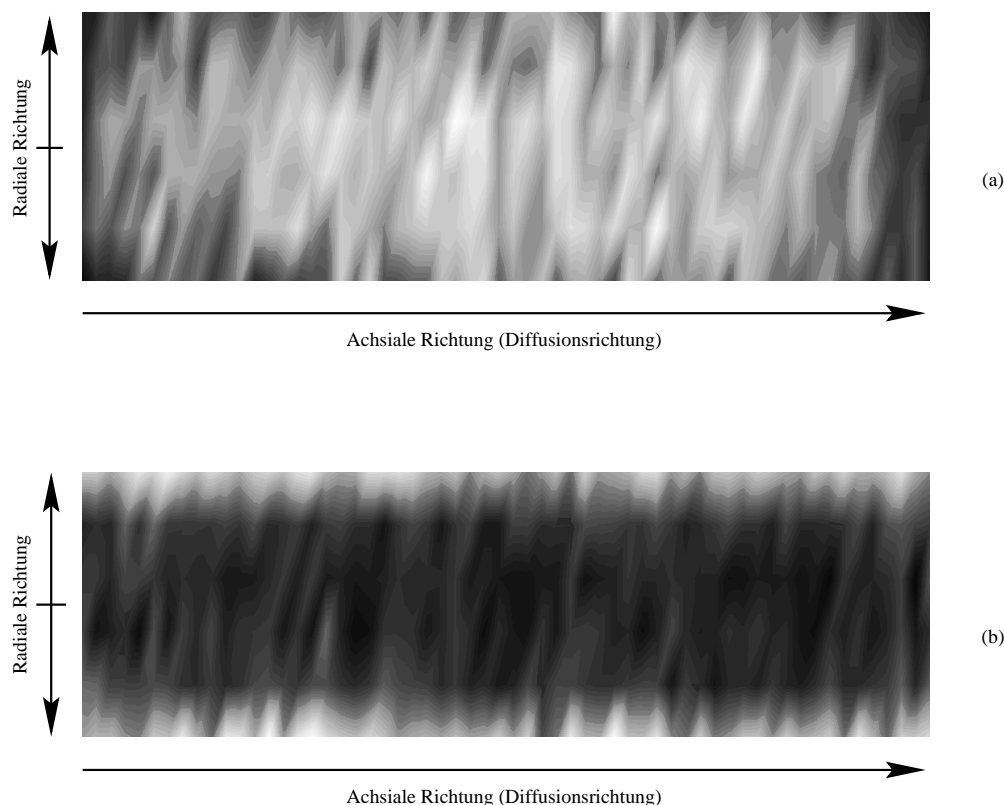 Radiale Richtung
(a)
Achsiale Richtung (Diffusionsrichtung)
Radiale Richtung
(b)
Achsiale Richtung (Diffusionsrichtung)